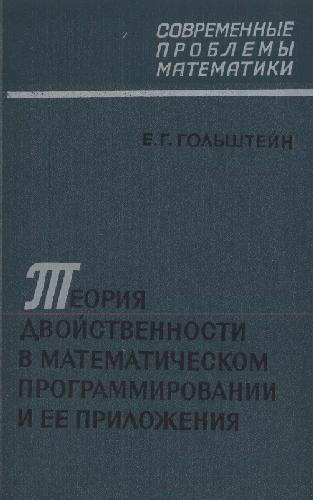 СОВРЕМЕННЫЕ
ПРОБЛЕМЫ
МАТЕМАТИКИ
Е. Г. ГОЛЬШТЕЙН
ТЕОРИЯ
ДВОЙСТВЕННОСТИ
В МАТЕМАТИЧЕСКОМ
ПРОГРАММИРОВАНИИ
И ЕЕ ПРИЛОЖЕНИЯ